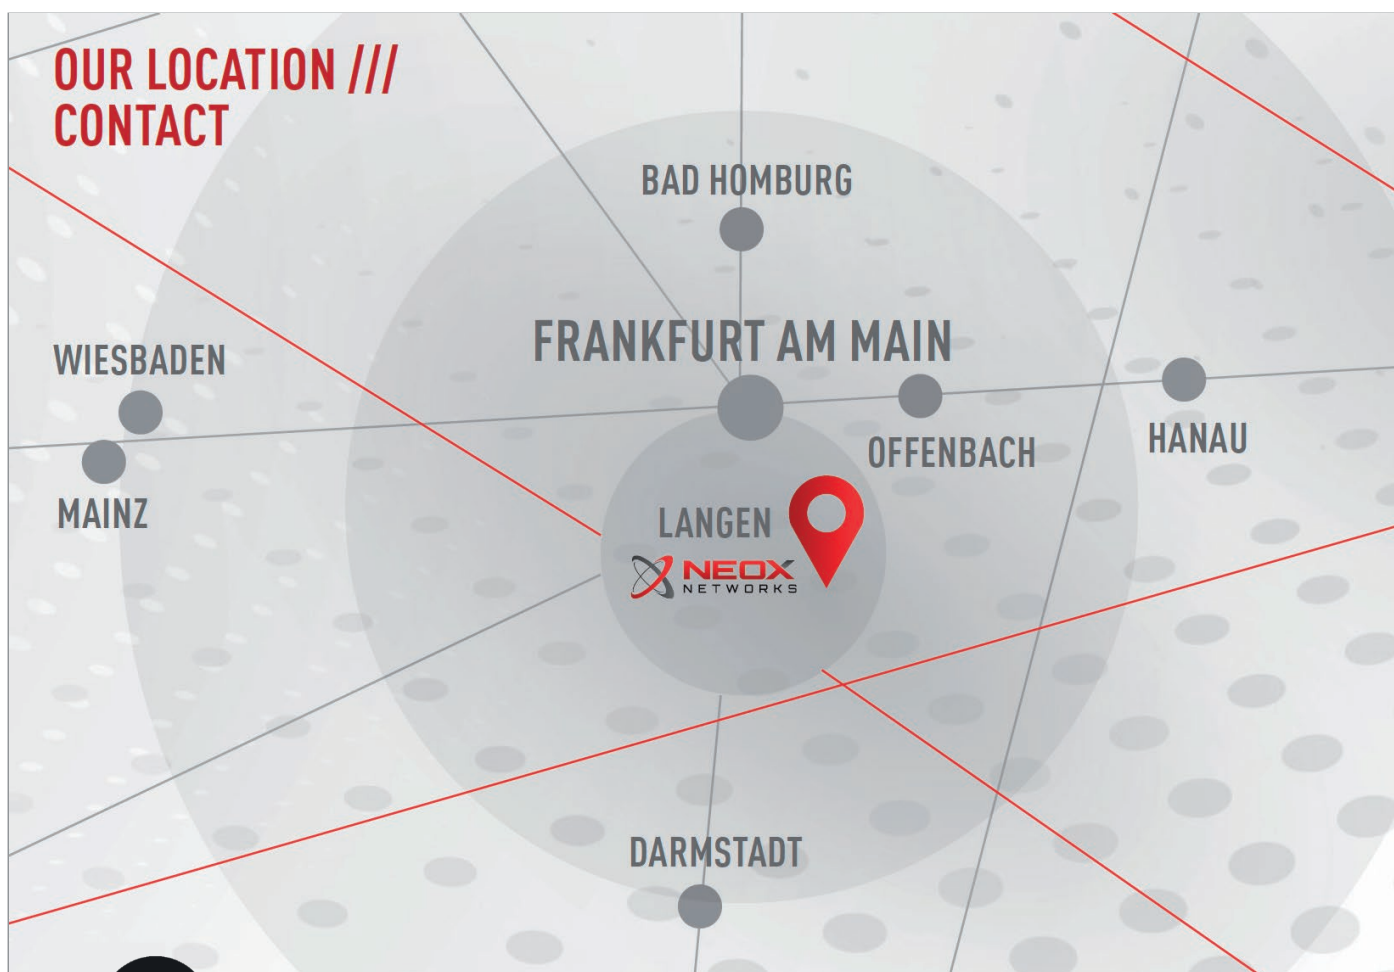 OUR LOCATION ///
CONTACT
BAD HOMBURG
FRANKFURT AM MAIN
WIESBADEN
OFFENBACH
HANAU
MAINZ
LANGEN
NEOX
NETWORKS
DARMSTADT